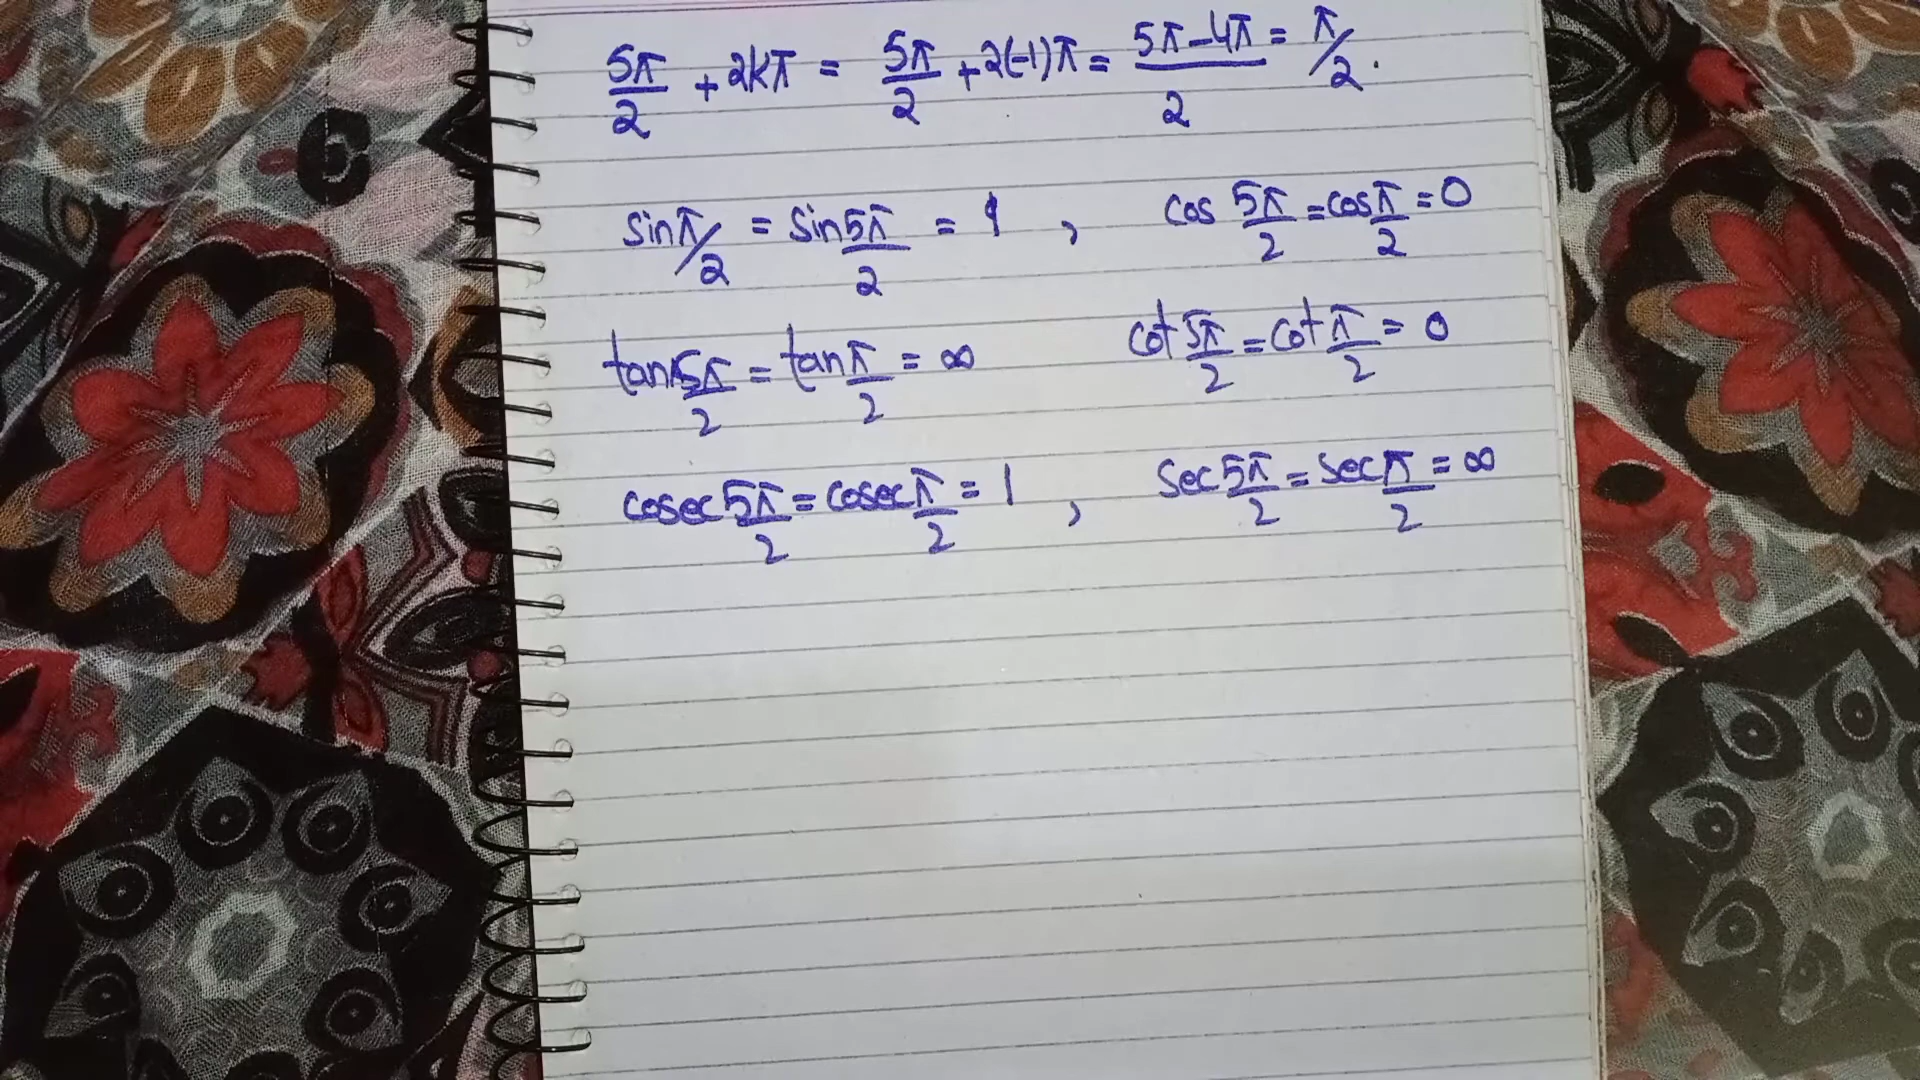 5π/2 + 2kπ = 5π/2 + 2(-1)π = 5π-4π/2 = π/2.
sin π/2 = sin 5π/2 = 1 , cos 5π/2 = cos π/2 = 0
tan 5π/2 = tan π/2 = ∞ cot 5π/2 = cot π/2 = 0
cosec 5π/2 = cosec π/2 = 1 , sec 5π/2 = sec π/2 = ∞